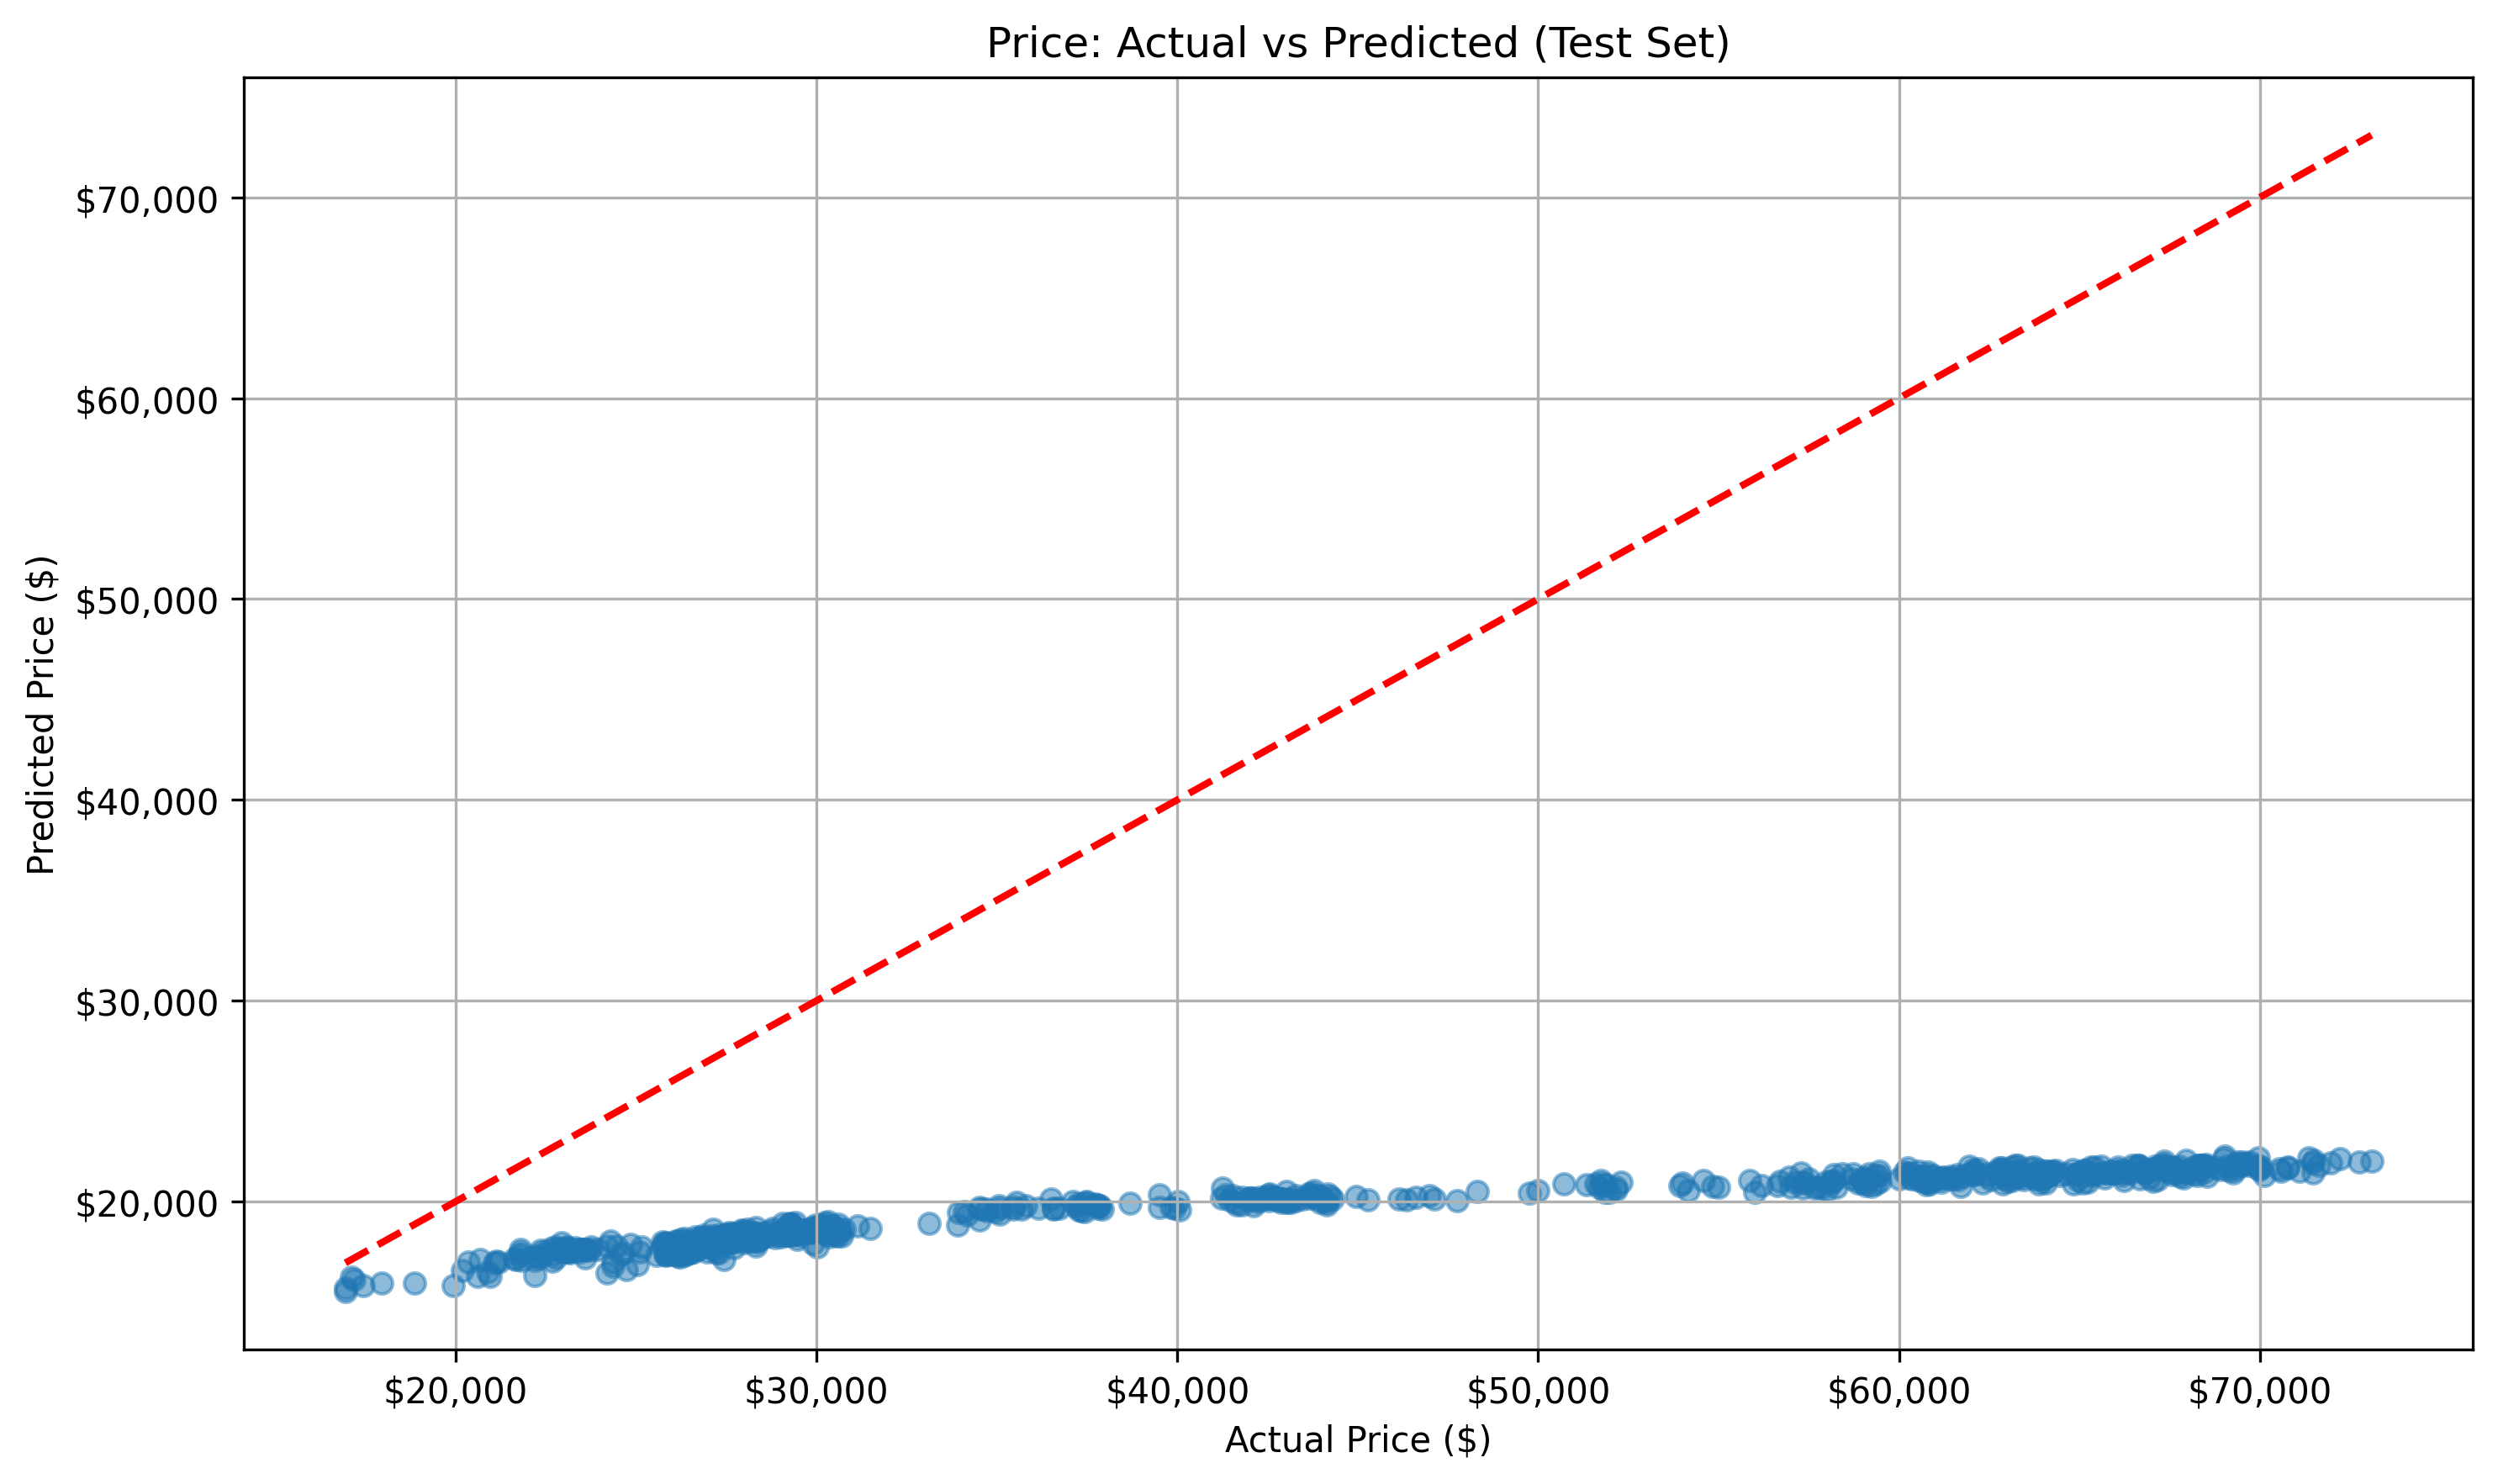 Price: Actual vs Predicted (Test Set)
Predicted Price ($)
$70,000
$60,000
$50,000
$40,000
$30,000
$20,000
$20,000 $30,000 $40,000 $50,000 $60,000 $70,000
Actual Price ($)